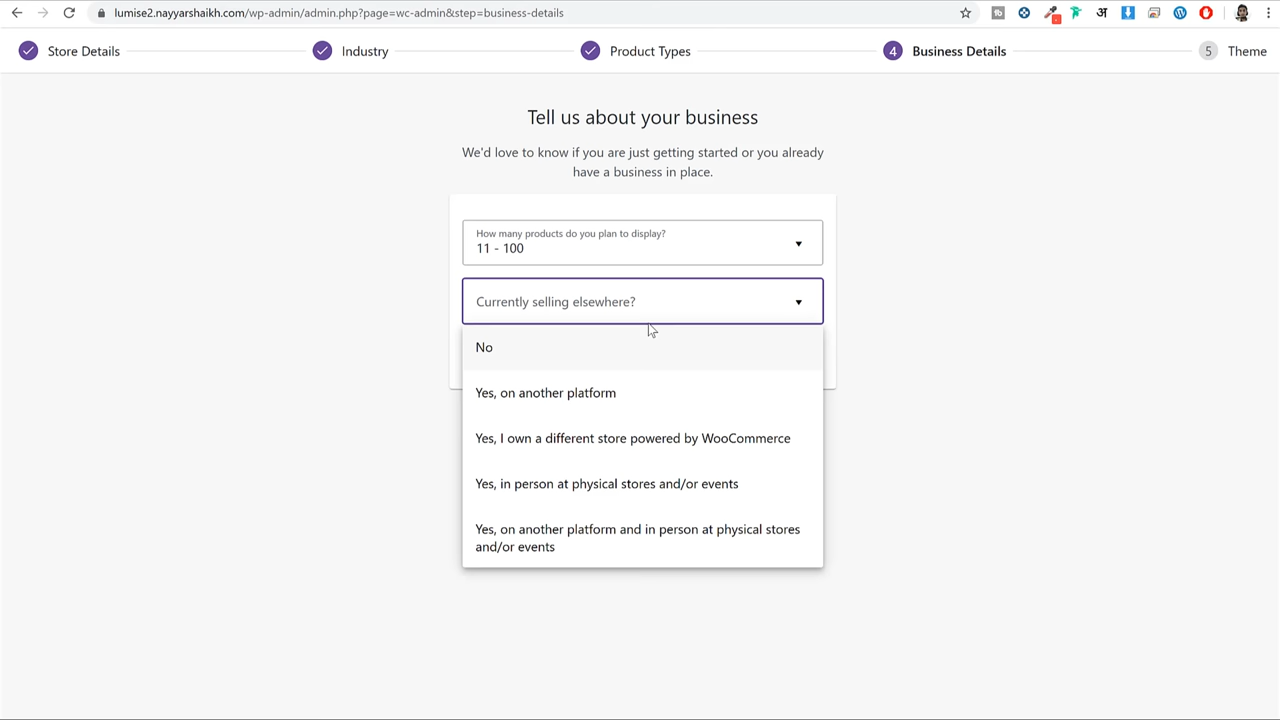 lumise2.nayyarshaikh.com/wp-admin/admin.php?page=wc-admin&step=business-details
अ
Store Details
Industry
Product Types
4 Business Details
5 Theme
Tell us about your business
We'd love to know if you are just getting started or you already
have a business in place.
How many products do you plan to display?
11 - 100
Currently selling elsewhere?
No
Yes, on another platform
Yes, I own a different store powered by WooCommerce
Yes, in person at physical stores and/or events
Yes, on another platform and in person at physical stores
and/or events